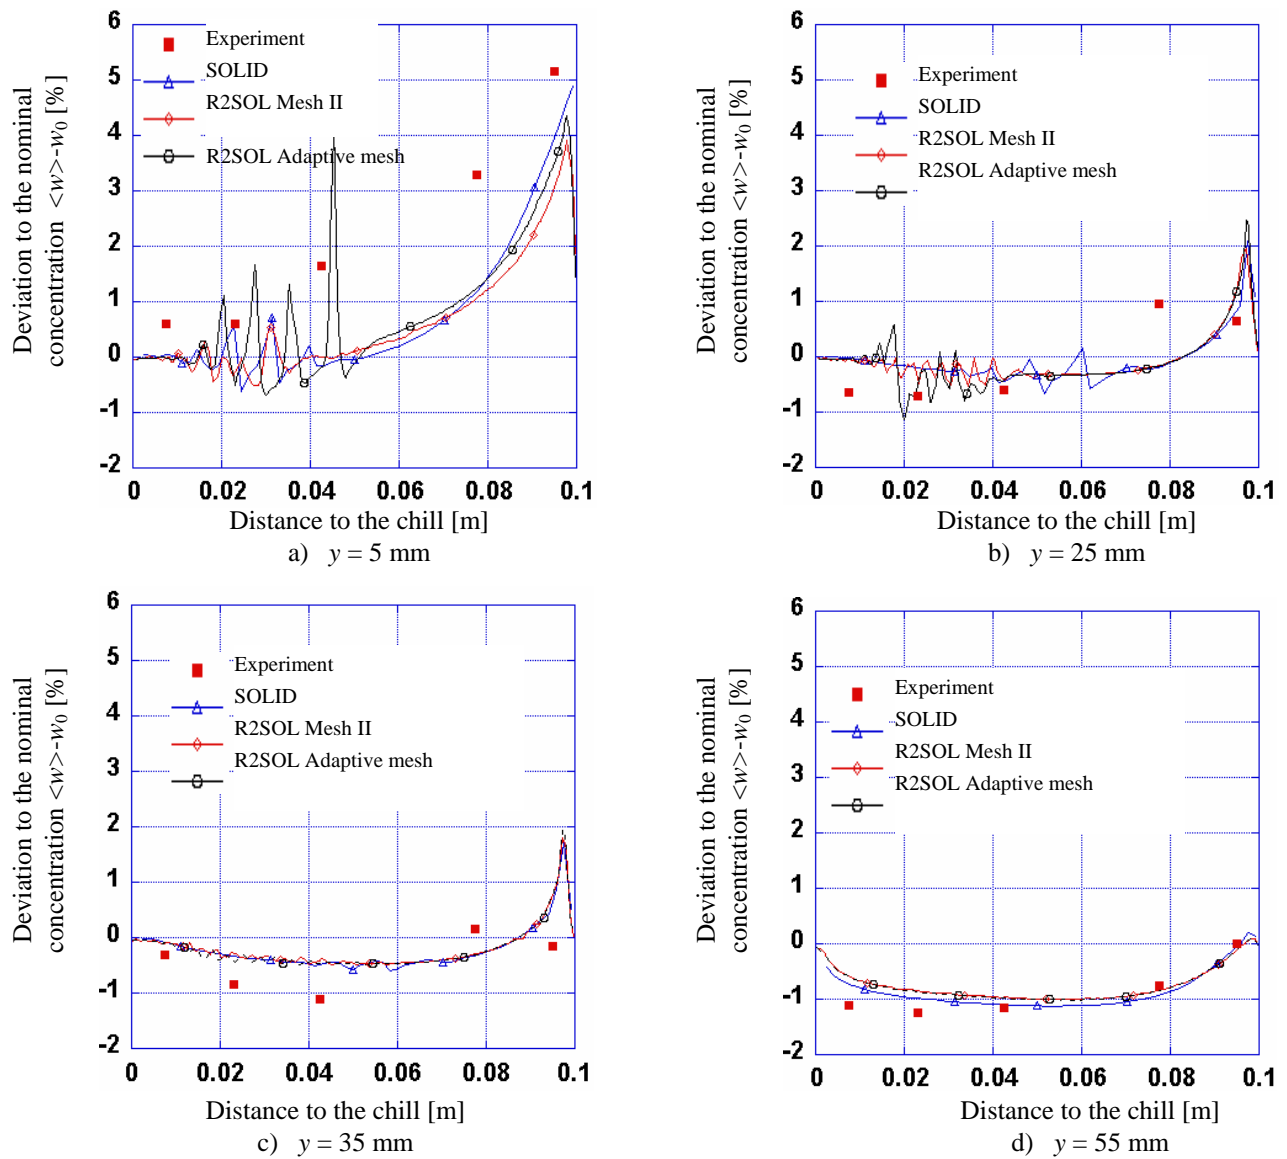 6
5
4
3
2
1
0
-1
-2
Deviation to the nominal
concentration <w>-w0 [%]
Experiment
SOLID
R2SOL Mesh II
R2SOL Adaptive mesh
0 0.02 0.04 0.06 0.08 0.1
Distance to the chill [m]
a) y = 5 mm
6
5
4
3
2
1
0
-1
-2
Deviation to the nominal
concentration <w>-w0 [%]
Experiment
SOLID
R2SOL Mesh II
R2SOL Adaptive mesh
0 0.02 0.04 0.06 0.08 0.1
Distance to the chill [m]
b) y = 25 mm
6
5
4
3
2
1
0
-1
-2
Deviation to the nominal
concentration <w>-w0 [%]
Experiment
SOLID
R2SOL Mesh II
R2SOL Adaptive mesh
0 0.02 0.04 0.06 0.08 0.1
Distance to the chill [m]
c) y = 35 mm
6
5
4
3
2
1
0
-1
-2
Deviation to the nominal
concentration <w>-w0 [%]
Experiment
SOLID
R2SOL Mesh II
R2SOL Adaptive mesh
0 0.02 0.04 0.06 0.08 0.1
Distance to the chill [m]
d) y = 55 mm